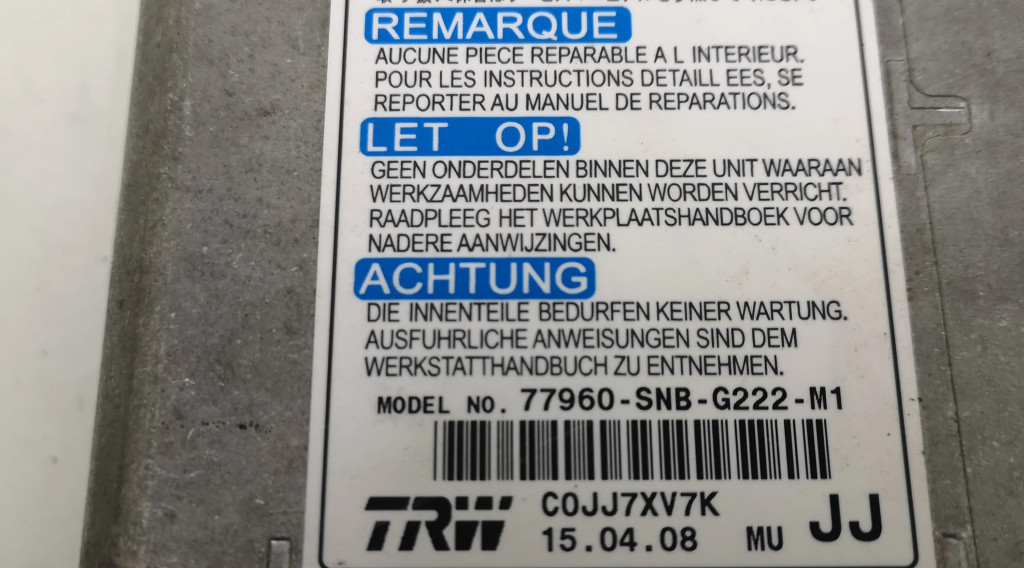 REMARQUE
AUCUNE PIECE REPARABLE A L INTERIEUR.
POUR LES INSTRUCTIONS DETAILL EES, SE
REPORTER AU MANUEL DE REPARATIONS.
LET OP!
GEEN ONDERDELEN BINNEN DEZE UNIT WAARAAN
WERKZAAMHEDEN KUNNEN WORDEN VERRICHT.
RAADPLEEG HET WERKPLAATSHANDBOEK VOOR
NADERE AANWIJZINGEN.
ACHTUNG
DIE INNENTEILE BEDURFEN KEINER WARTUNG.
AUSFUHRLICHE ANWEISUNGEN SIND DEM
WERKSTATTHANDBUCH ZU ENTNEHMEN.
MODEL NO. 77960-SNB-G222-M1
TRW C0JJ7XV7K
15.04.08 MU JJ